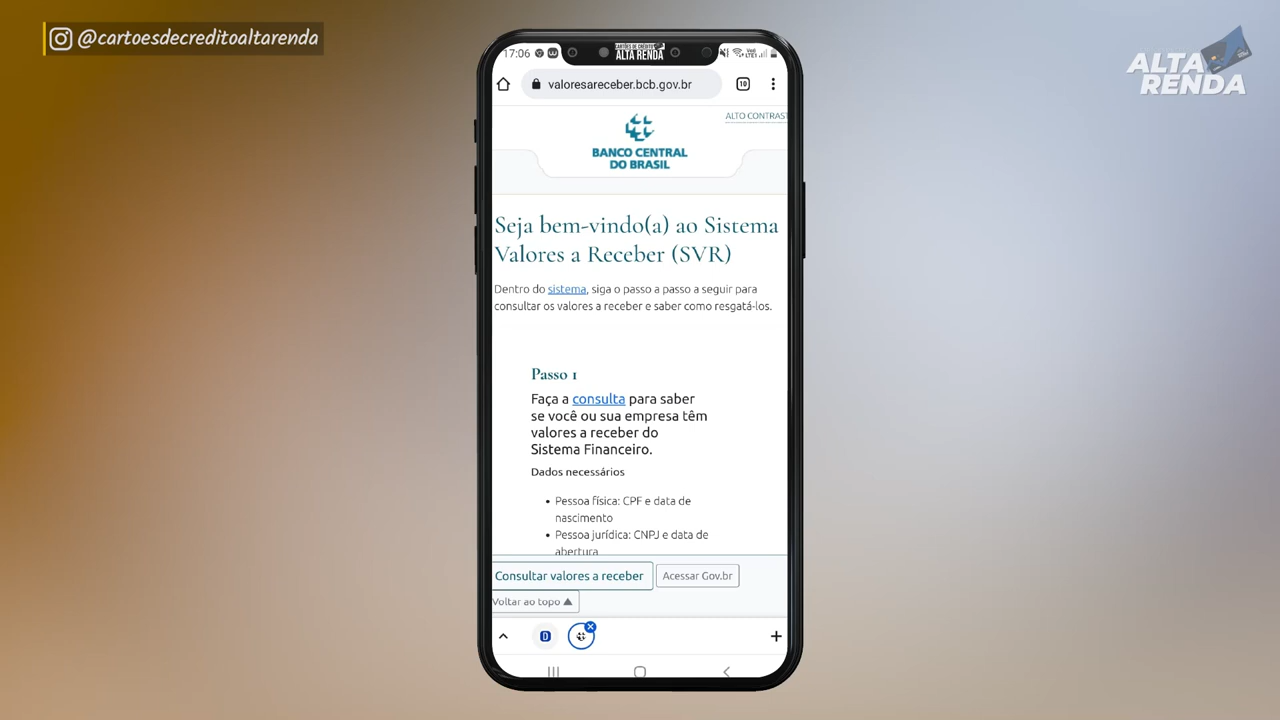 @cartoesdecreditoaltarenda
ALTA
RENDA
17:06
CARTÕES DE CRÉDITO
ALTA RENDA
valoresareceber.bcb.gov.br
10
ALTO CONTRAST
BANCO CENTRAL
DO BRASIL
Seja bem-vindo(a) ao Sistema
Valores a Receber (SVR)
Dentro do sistema, siga o passo a passo a seguir para
consultar os valores a receber e saber como resgatá-los.
Passo 1
Faça a consulta para saber
se você ou sua empresa têm
valores a receber do
Sistema Financeiro.
Dados necessários
• Pessoa física: CPF e data de
nascimento
• Pessoa jurídica: CNPJ e data de
abertura
Consultar valores a receber
Acessar Gov.br
Voltar ao topo ▲